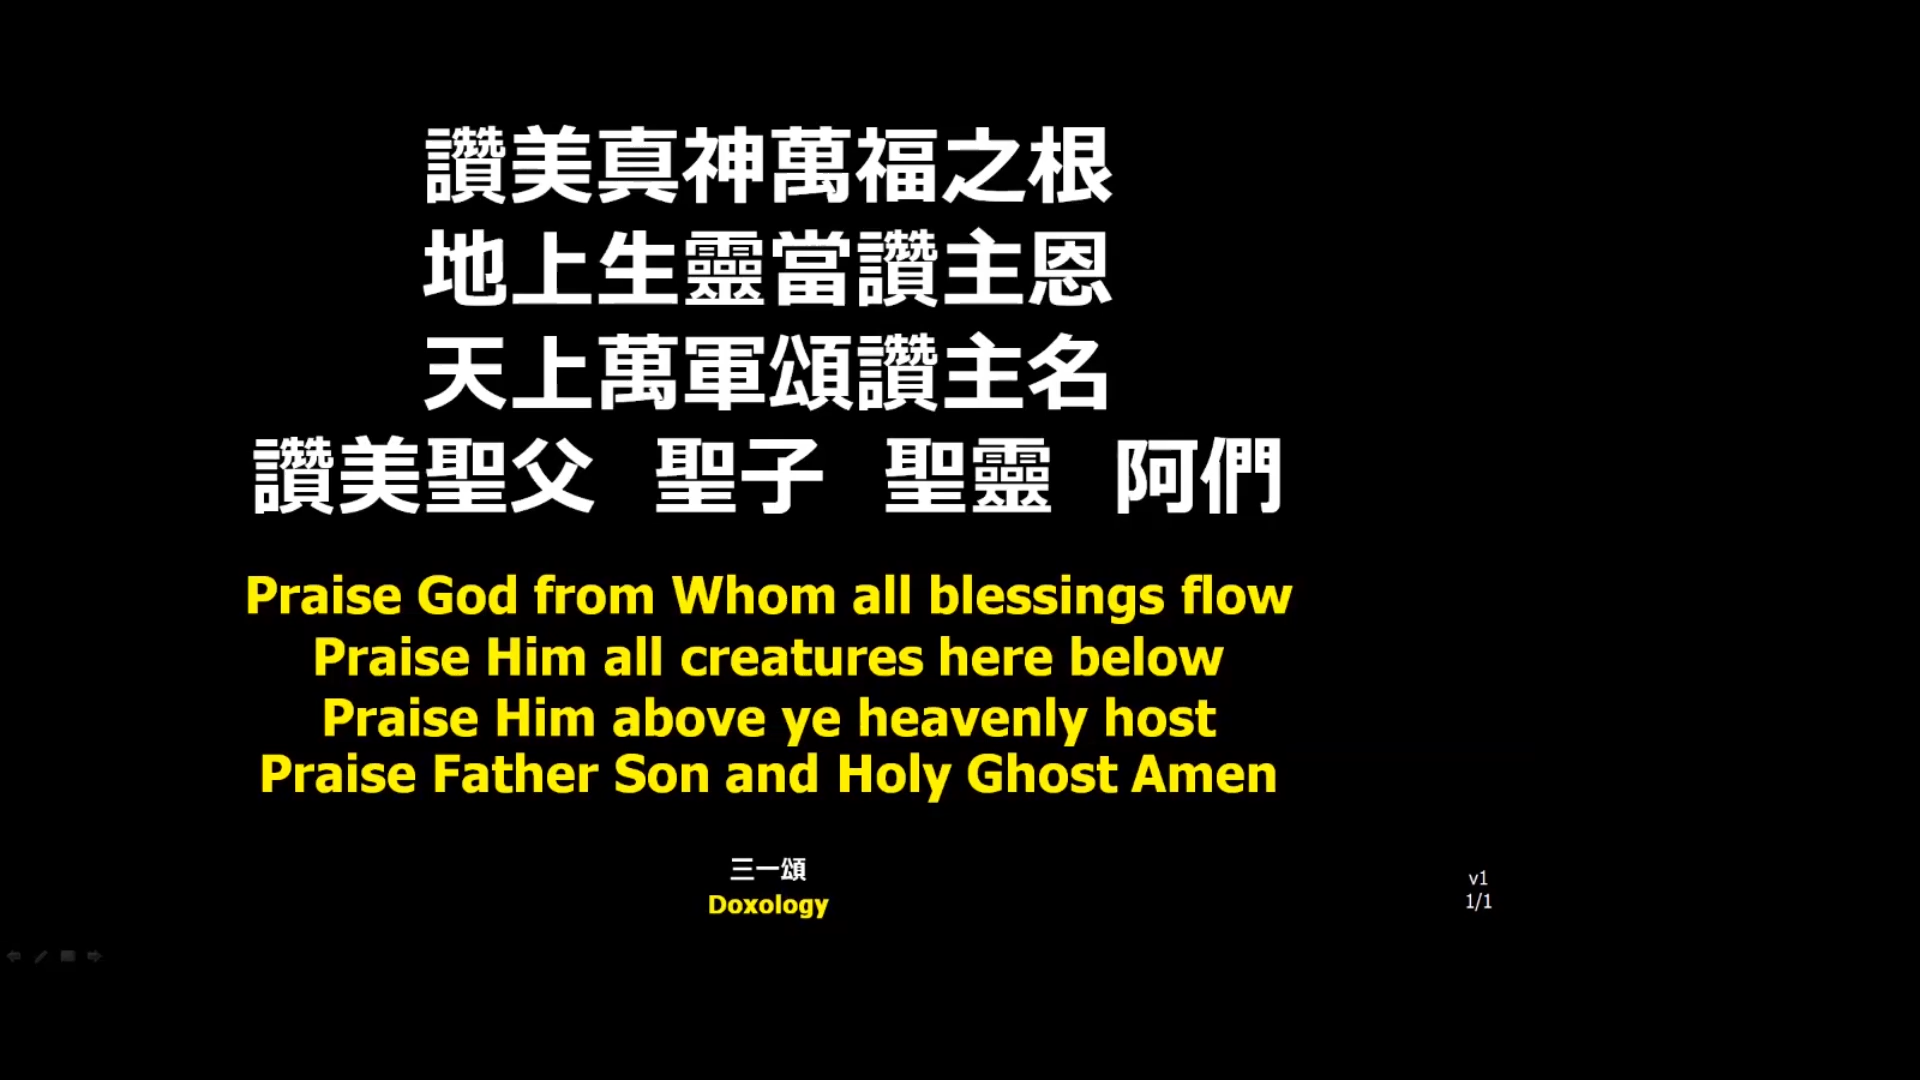 讚美真神萬福之根
地上生靈當讚主恩
天上萬軍頌讚主名
讚美聖父 聖子 聖靈 阿們
Praise God from Whom all blessings flow
Praise Him all creatures here below
Praise Him above ye heavenly host
Praise Father Son and Holy Ghost Amen
三一頌
Doxology
v1
1/1